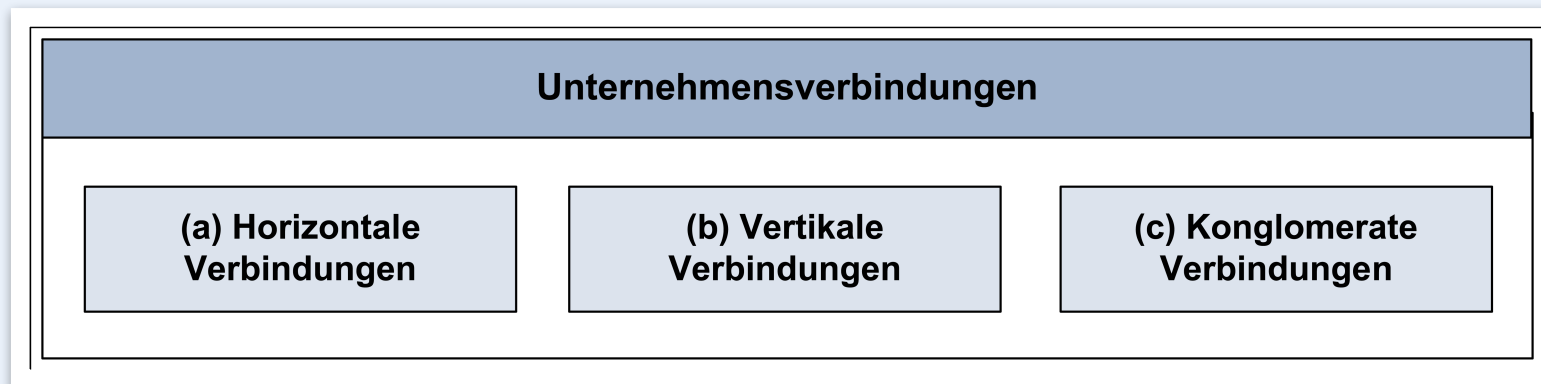 Unternehmensverbindungen
(a) Horizontale
Verbindungen
(b) Vertikale
Verbindungen
(c) Konglomerate
Verbindungen